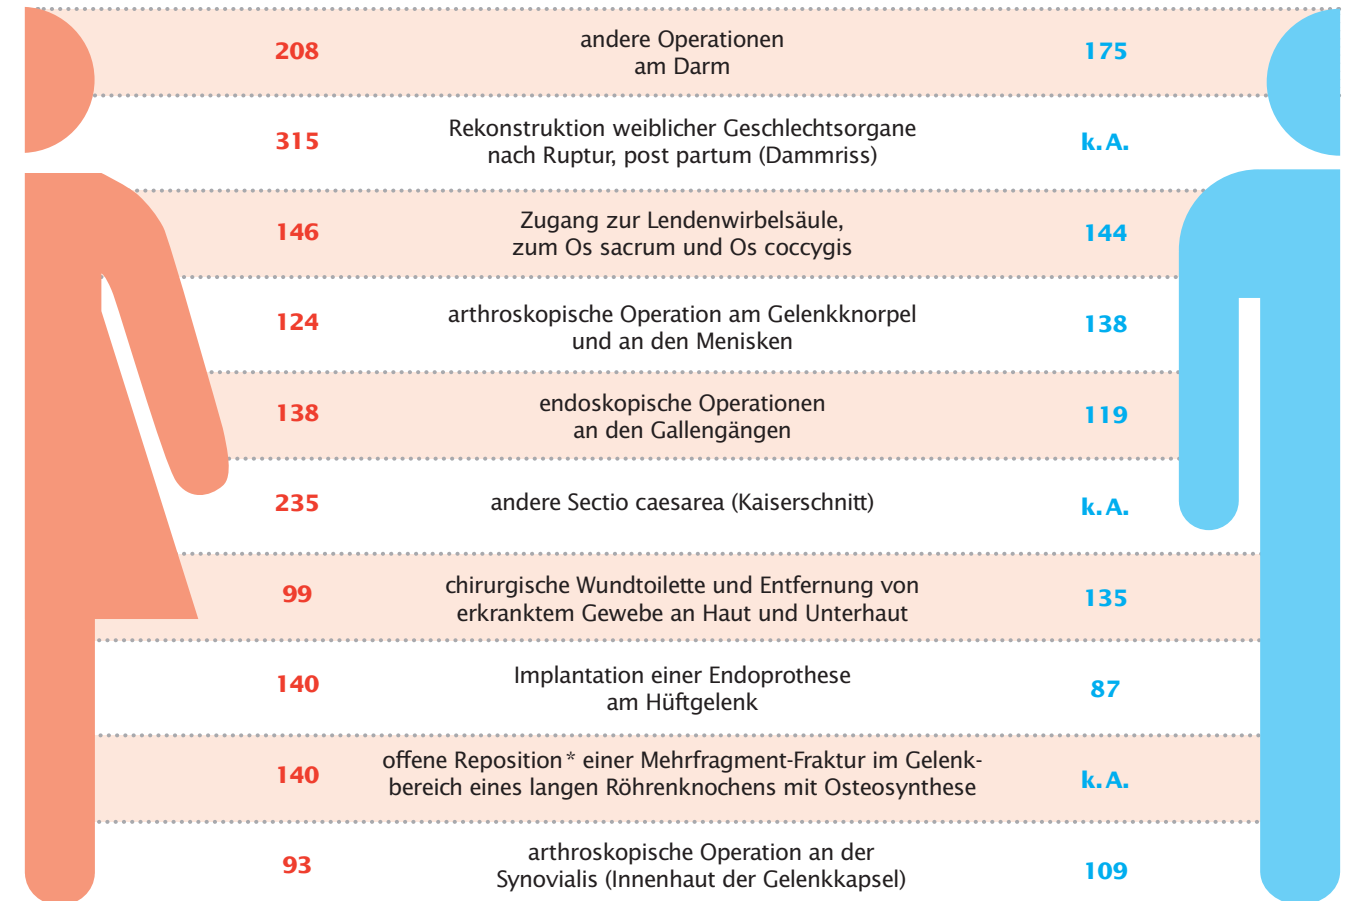 208
andere Operationen
am Darm
175
315
Rekonstruktion weiblicher Geschlechtsorgane
nach Ruptur, post partum (Dammriss)
k. A.
146
Zugang zur Lendenwirbelsäule,
zum Os sacrum und Os coccygis
144
124
arthroskopische Operation am Gelenkknorpel
und an den Menisken
138
138
endoskopische Operationen
an den Gallengängen
119
235
andere Sectio caesarea (Kaiserschnitt)
k. A.
99
chirurgische Wundtoilette und Entfernung von
erkranktem Gewebe an Haut und Unterhaut
135
140
Implantation einer Endoprothese
am Hüftgelenk
87
140
offene Reposition* einer Mehrfragment-Fraktur im Gelenk-
bereich eines langen Röhrenknochens mit Osteosynthese
k. A.
93
arthroskopische Operation an der
Synovialis (Innenhaut der Gelenkkapsel)
109